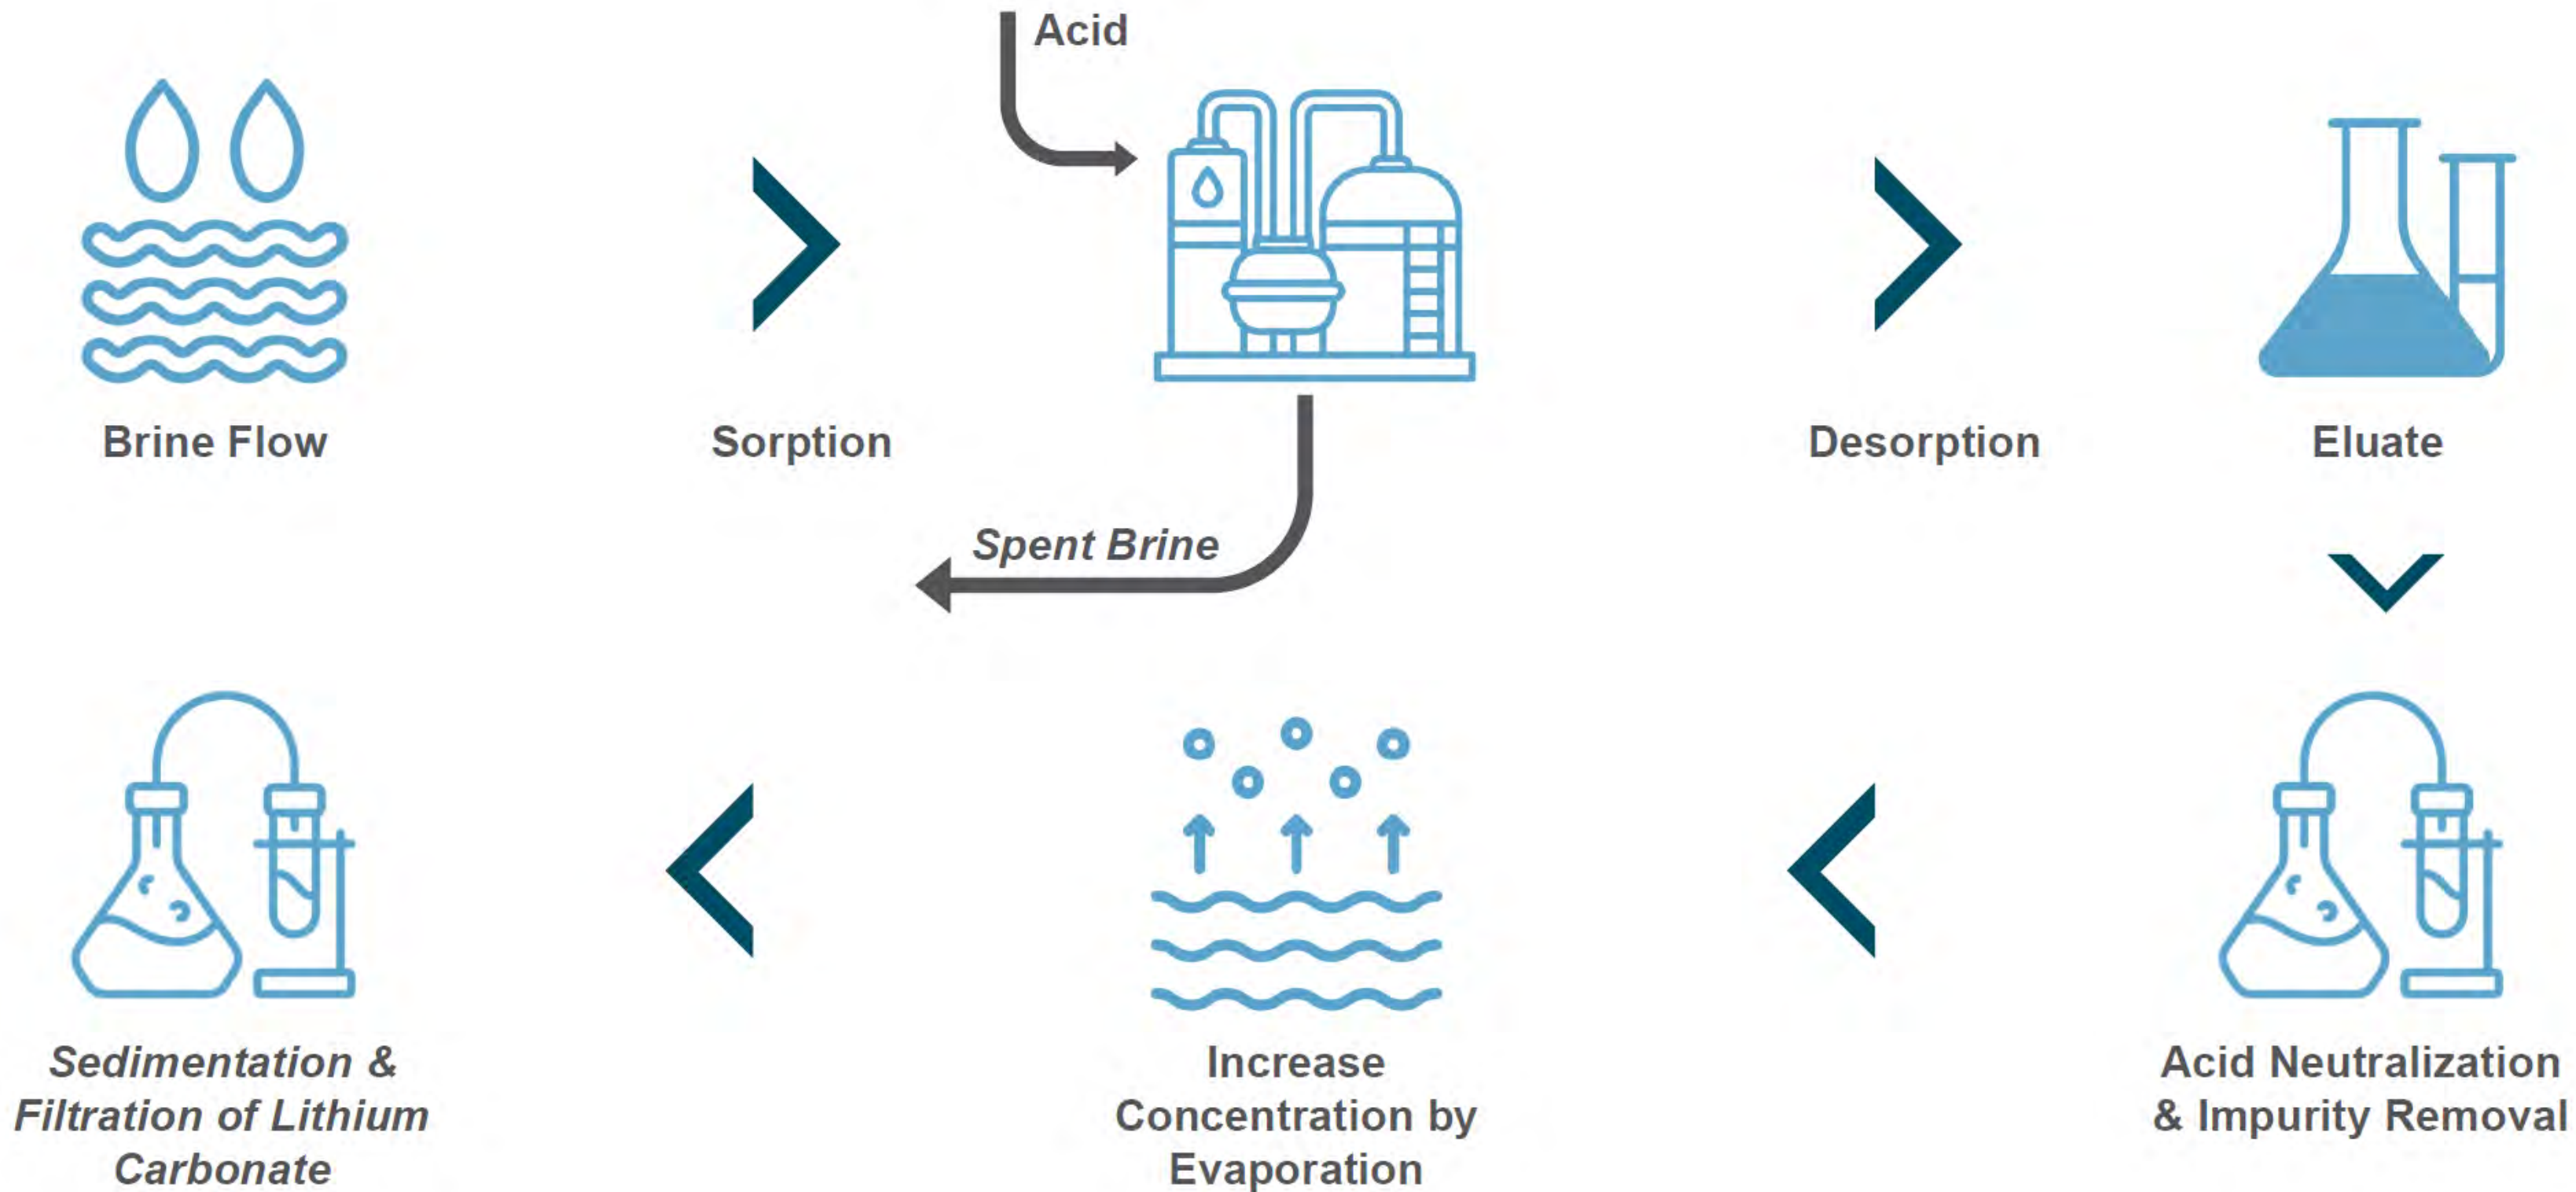 Acid
Brine Flow
Sorption
Desorption
Eluate
Spent Brine
Sedimentation &
Filtration of Lithium
Carbonate
Increase
Concentration by
Evaporation
Acid Neutralization
& Impurity Removal